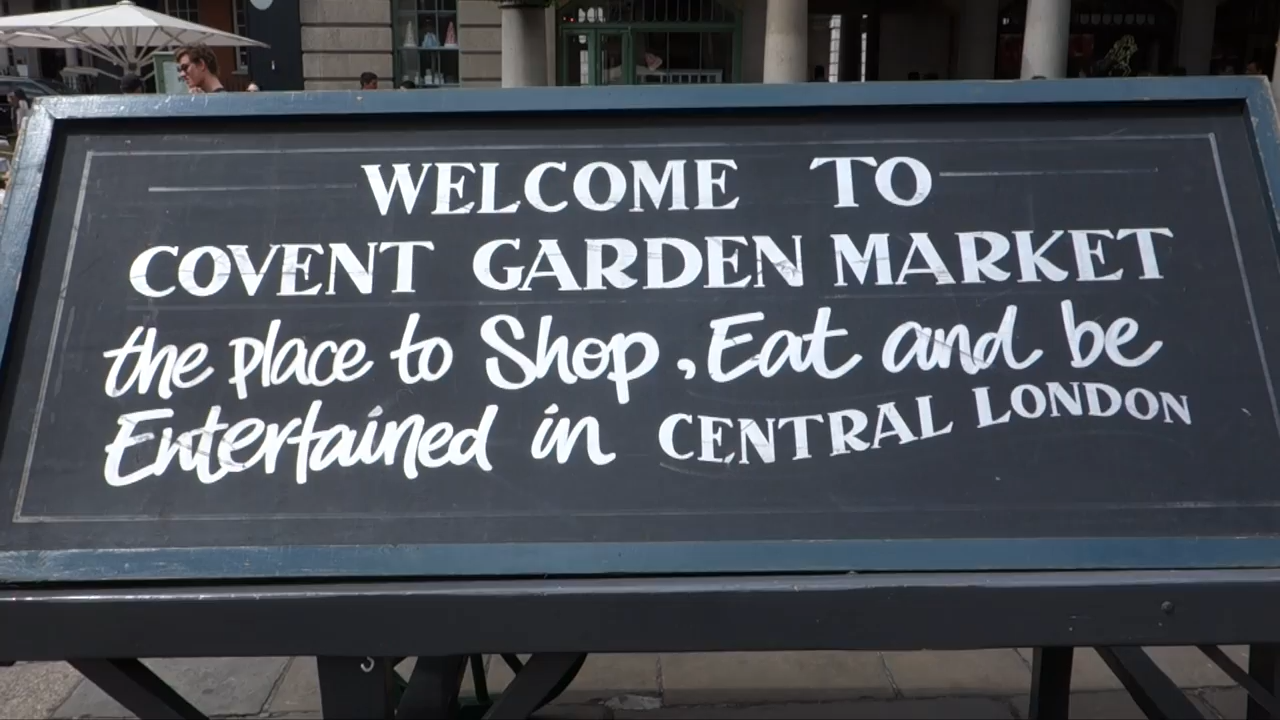 WELCOME TO
COVENT GARDEN MARKET
the place to Shop, Eat and be
Entertained in CENTRAL LONDON